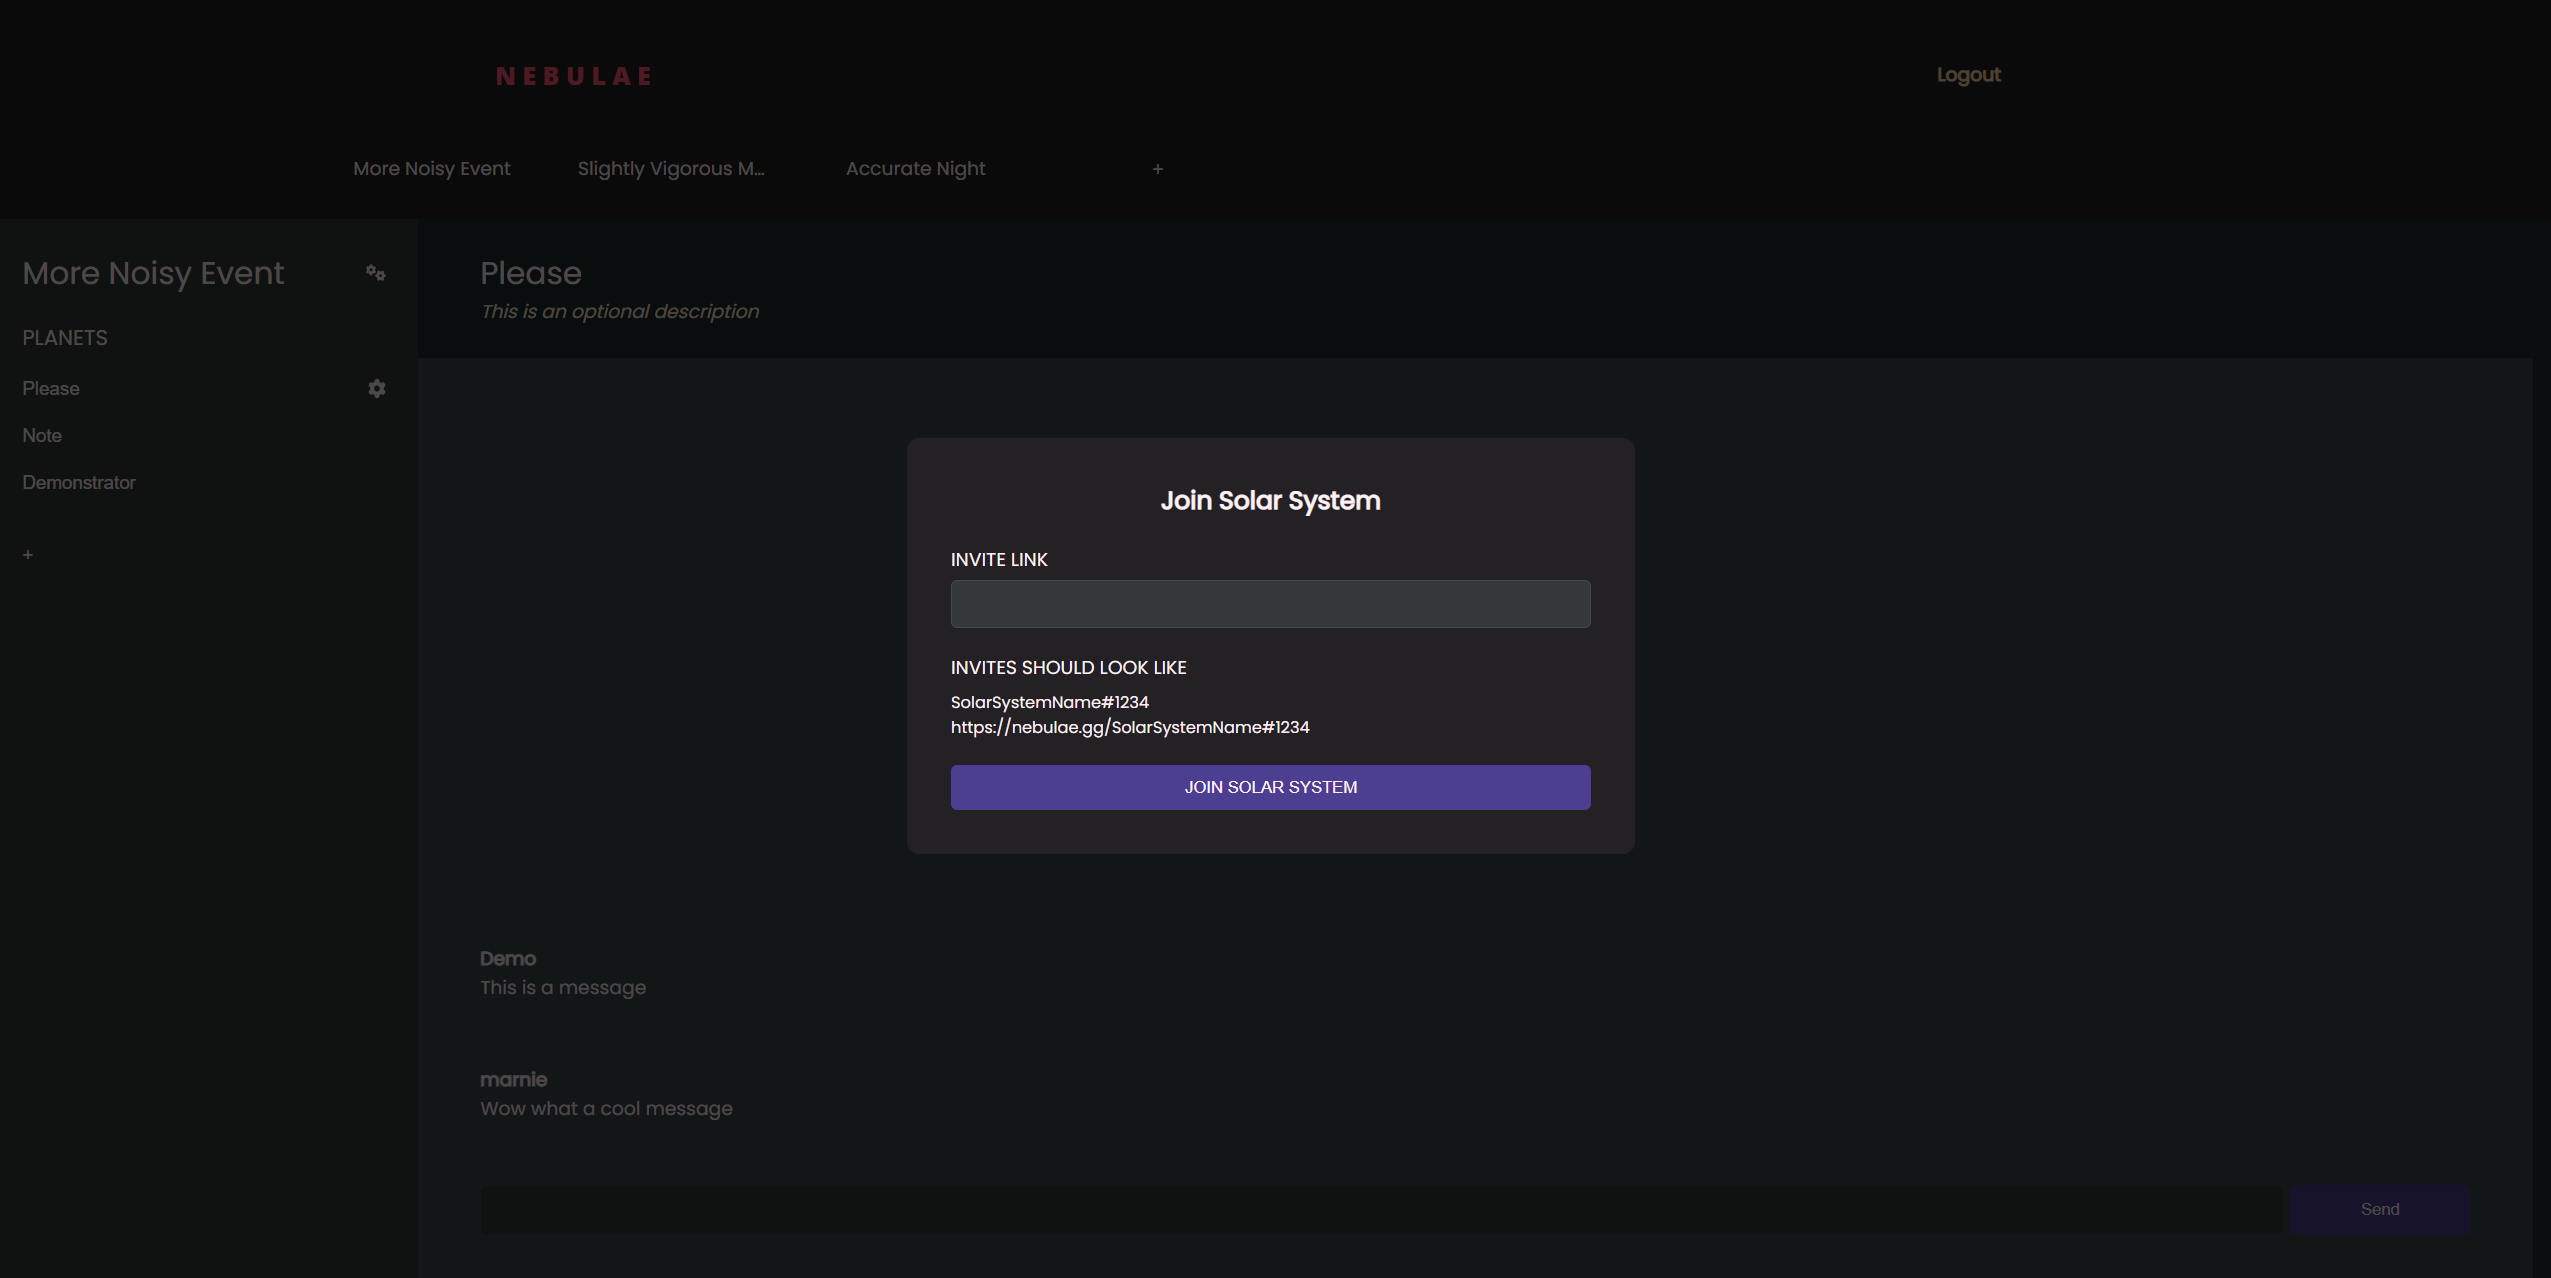 NEBULAE
Logout
More Noisy Event
Slightly Vigorous M...
Accurate Night
+
More Noisy Event
PLANETS
Please
Note
Demonstrator
+
Please
This is an optional description
Join Solar System
INVITE LINK
INVITES SHOULD LOOK LIKE
SolarSystemName#1234
https://nebulae.gg/SolarSystemName#1234
JOIN SOLAR SYSTEM
Demo
This is a message
marnie
Wow what a cool message
Send